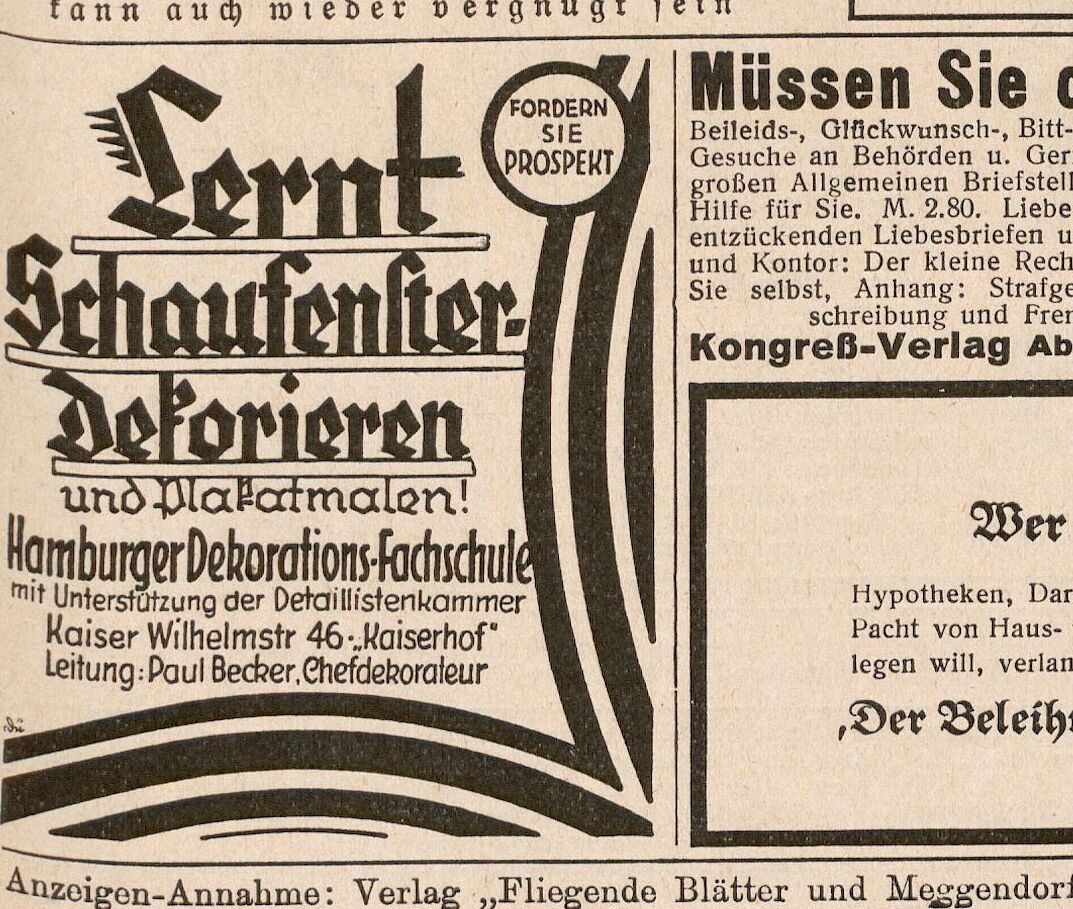 kann auch wieder vergnügt sein
Lernt
Schaufenster-
Dekorieren
und Plakatmalen!
Hamburger Dekorations-Fachschule
mit Unterstützung der Detaillistenkammer
Kaiser Wilhelmstr 46 · „Kaiserhof“
Leitung: Paul Becker, Chefdekorateur
FORDERN
SIE
PROSPEKT
Müssen Sie
Beileids-, Glückwunsch-, Bitt-
Gesuche an Behörden u. Ger
großen Allgemeinen Briefstell
Hilfe für Sie. M. 2.80. Liebe
entzückenden Liebesbriefen u
und Kontor: Der kleine Rech
Sie selbst, Anhang: Strafge
schreibung und Frem
Kongreß-Verlag Ab
Wer
Hypotheken, Dar
Pacht von Haus-
legen will, verlan
‚Der Beleihu
Anzeigen-Annahme: Verlag „Fliegende Blätter und Meggendorf